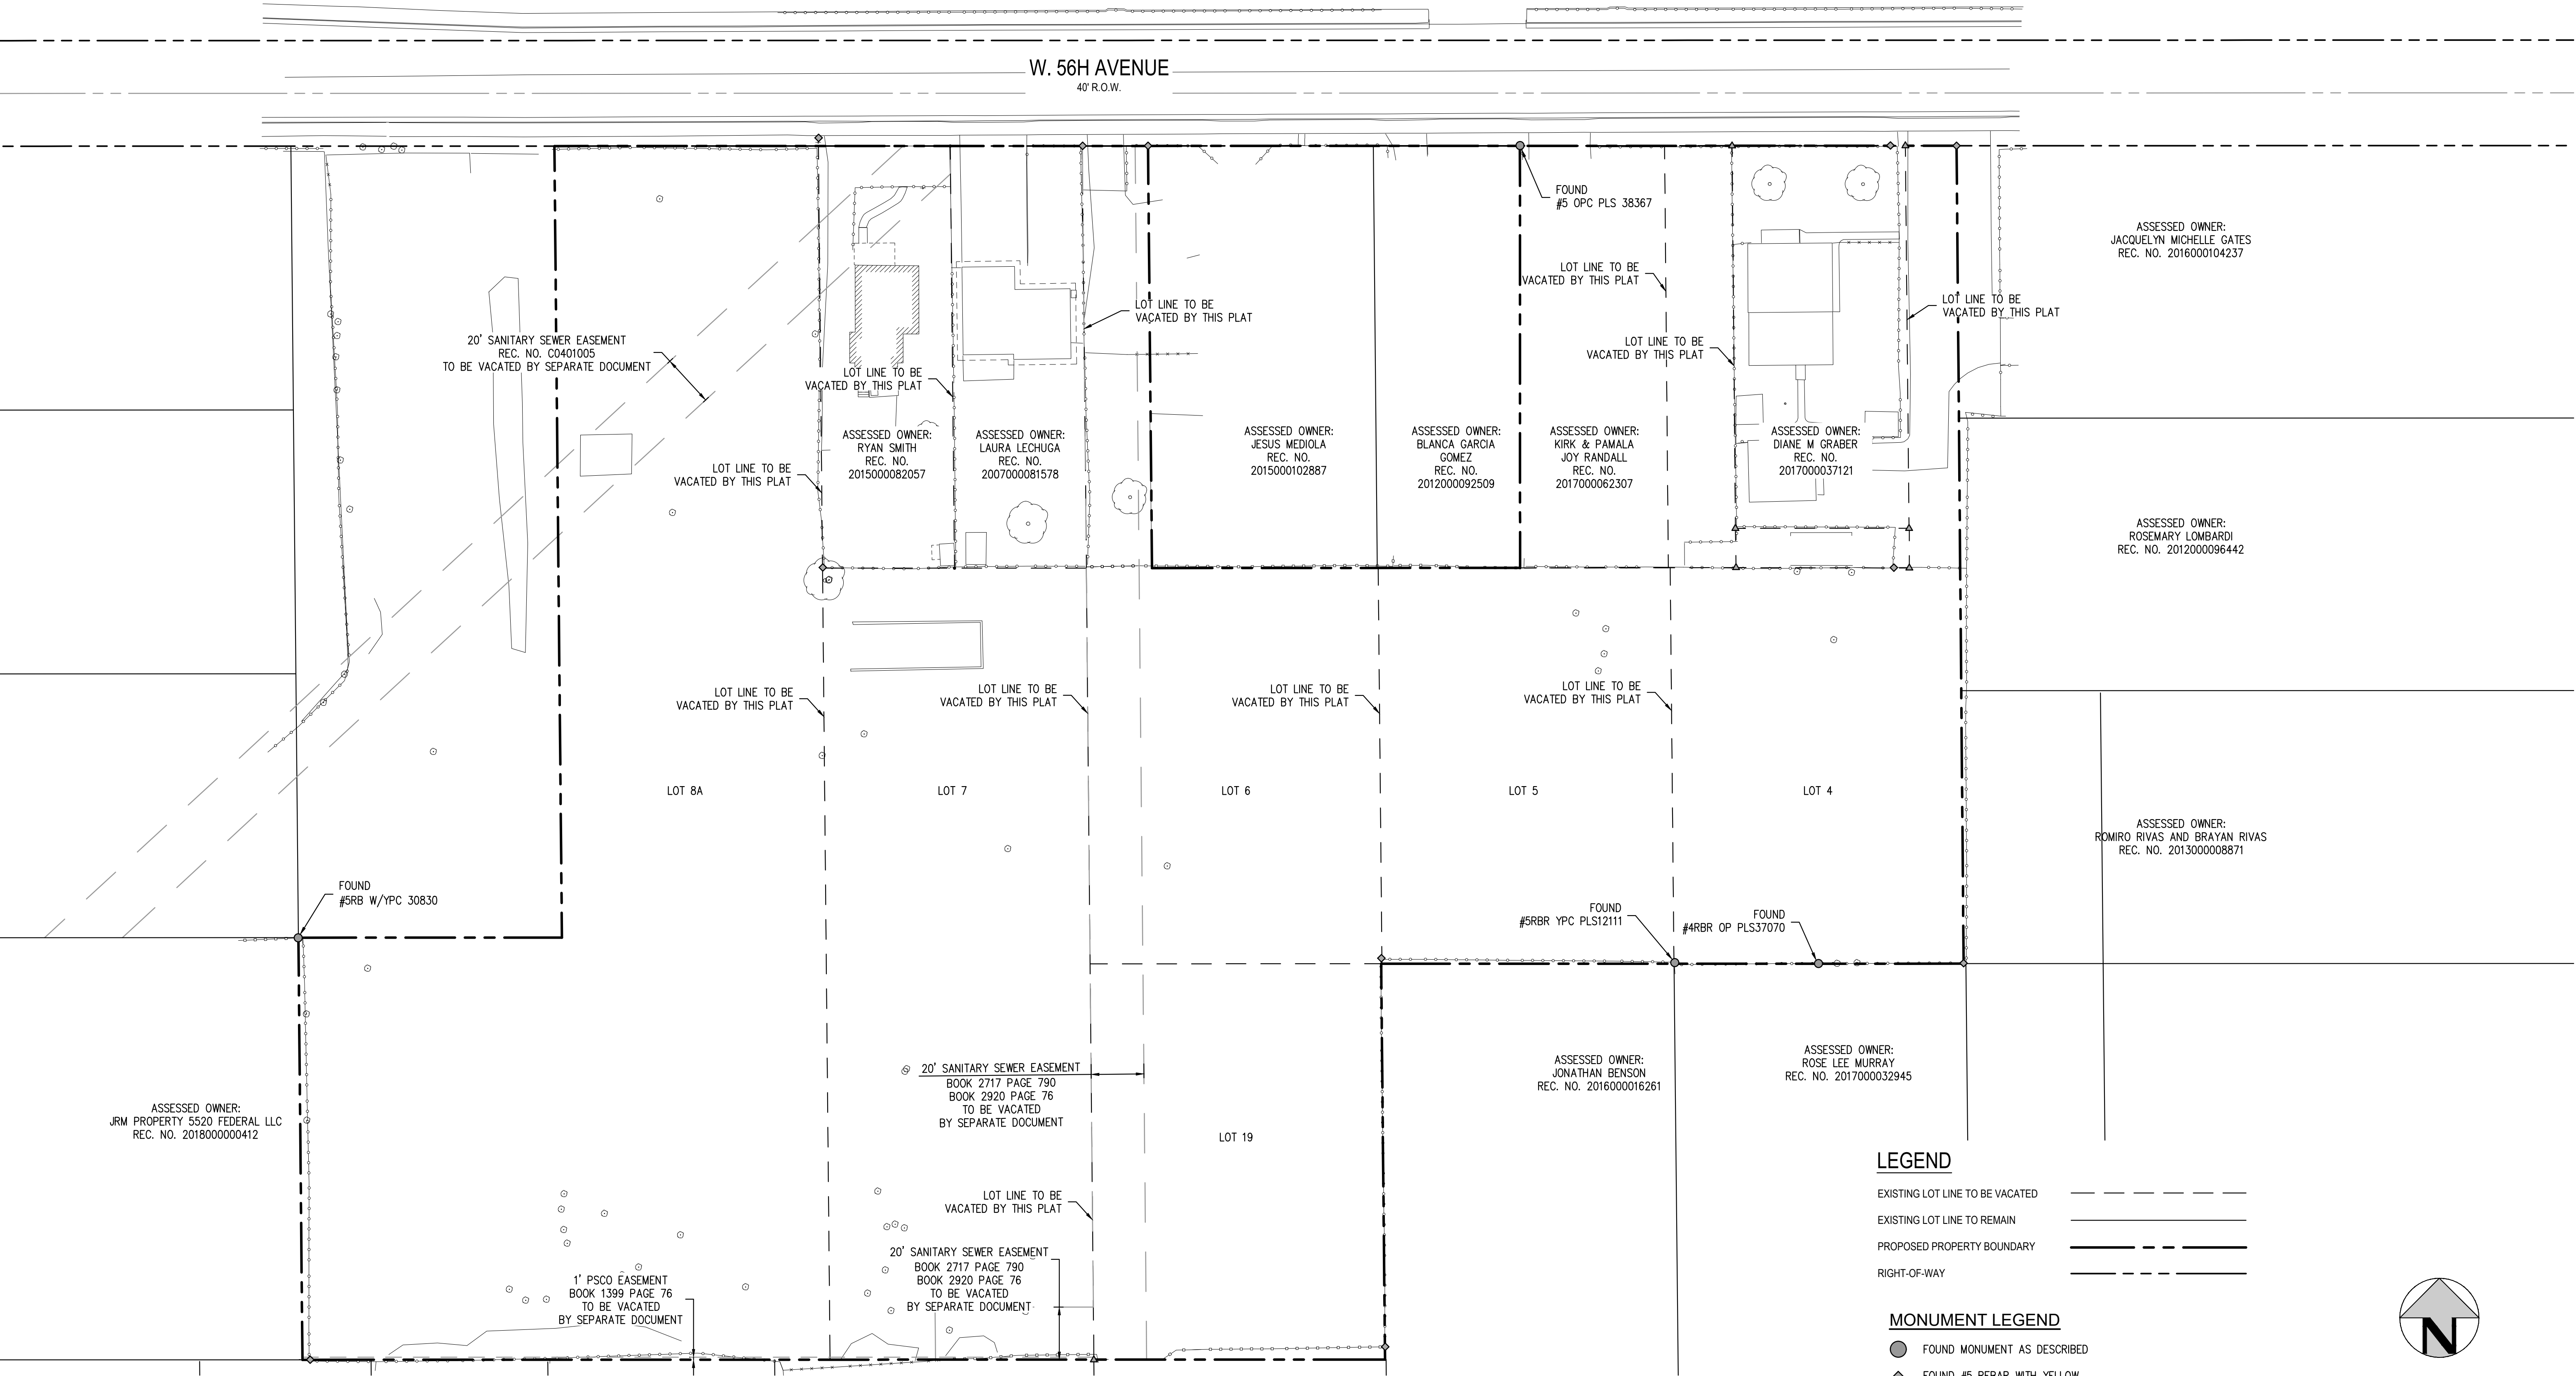 W. 56H AVENUE
40' R.O.W.
FOUND
#5 OPC PLS 38367
ASSESSED OWNER:
JACQUELYN MICHELLE GATES
REC. NO. 2016000104237
LOT LINE TO BE
VACATED BY THIS PLAT
LOT LINE TO BE
VACATED BY THIS PLAT
LOT LINE TO BE
VACATED BY THIS PLAT
20' SANITARY SEWER EASEMENT
REC. NO. C0401005
TO BE VACATED BY SEPARATE DOCUMENT
LOT LINE TO BE
VACATED BY THIS PLAT
LOT LINE TO BE
VACATED BY THIS PLAT
ASSESSED OWNER:
RYAN SMITH
REC. NO.
2015000082057
ASSESSED OWNER:
LAURA LECHUGA
REC. NO.
2007000081578
ASSESSED OWNER:
JESUS MEDIOLA
REC. NO.
2015000102887
ASSESSED OWNER:
BLANCA GARCIA
GOMEZ
REC. NO.
2012000092509
ASSESSED OWNER:
KIRK & PAMALA
JOY RANDALL
REC. NO.
2017000062307
ASSESSED OWNER:
DIANE M GRABER
REC. NO.
2017000037121
LOT LINE TO BE
VACATED BY THIS PLAT
ASSESSED OWNER:
ROSEMARY LOMBARDI
REC. NO. 2012000096442
LOT LINE TO BE
VACATED BY THIS PLAT
LOT LINE TO BE
VACATED BY THIS PLAT
LOT LINE TO BE
VACATED BY THIS PLAT
LOT LINE TO BE
VACATED BY THIS PLAT
LOT 8A
LOT 7
LOT 6
LOT 5
LOT 4
ASSESSED OWNER:
ROMIRO RIVAS AND BRAYAN RIVAS
REC. NO. 2013000008871
FOUND
#5RB W/YPC 30830
FOUND
#5RBR YPC PLS12111
FOUND
#4RBR OP PLS37070
20' SANITARY SEWER EASEMENT
BOOK 2717 PAGE 790
BOOK 2920 PAGE 76
TO BE VACATED
BY SEPARATE DOCUMENT
ASSESSED OWNER:
JONATHAN BENSON
REC. NO. 2016000016261
ASSESSED OWNER:
ROSE LEE MURRAY
REC. NO. 2017000032945
ASSESSED OWNER:
JRM PROPERTY 5520 FEDERAL LLC
REC. NO. 2018000000412
LOT 19
LOT LINE TO BE
VACATED BY THIS PLAT
20' SANITARY SEWER EASEMENT
BOOK 2717 PAGE 790
BOOK 2920 PAGE 76
TO BE VACATED
BY SEPARATE DOCUMENT
1' PSCO EASEMENT
BOOK 1399 PAGE 76
TO BE VACATED
BY SEPARATE DOCUMENT
LEGEND
EXISTING LOT LINE TO BE VACATED
EXISTING LOT LINE TO REMAIN
PROPOSED PROPERTY BOUNDARY
RIGHT-OF-WAY
MONUMENT LEGEND
FOUND MONUMENT AS DESCRIBED
FOUND #5 REBAR WITH YELLOW
N